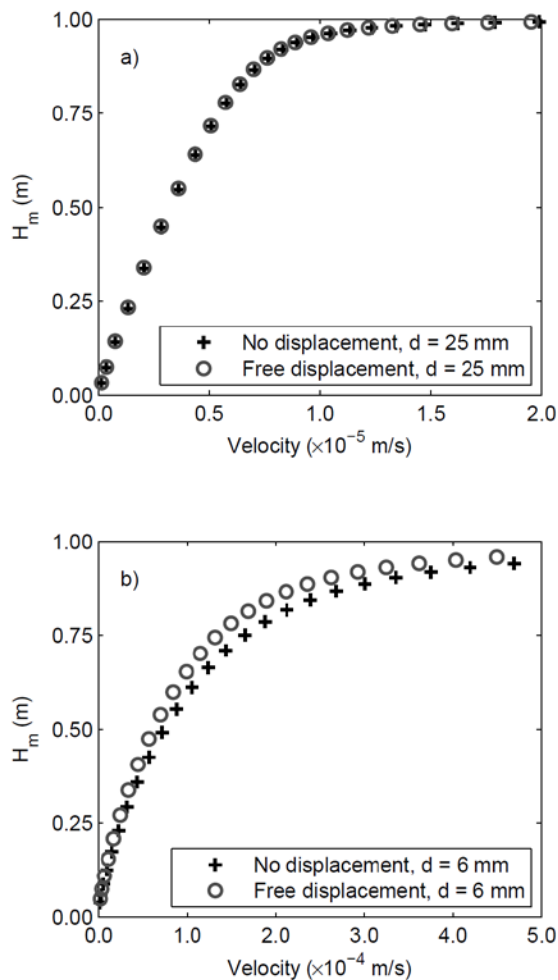 1.00
a)
0.75
H_m (m)
0.50
0.25
No displacement, d = 25 mm
Free displacement, d = 25 mm
0.00
0.0 0.5 1.0 1.5 2.0
Velocity (×10⁻⁵ m/s)
1.00
b)
0.75
H_m (m)
0.50
0.25
No displacement, d = 6 mm
Free displacement, d = 6 mm
0.00
0.0 1.0 2.0 3.0 4.0 5.0
Velocity (×10⁻⁴ m/s)